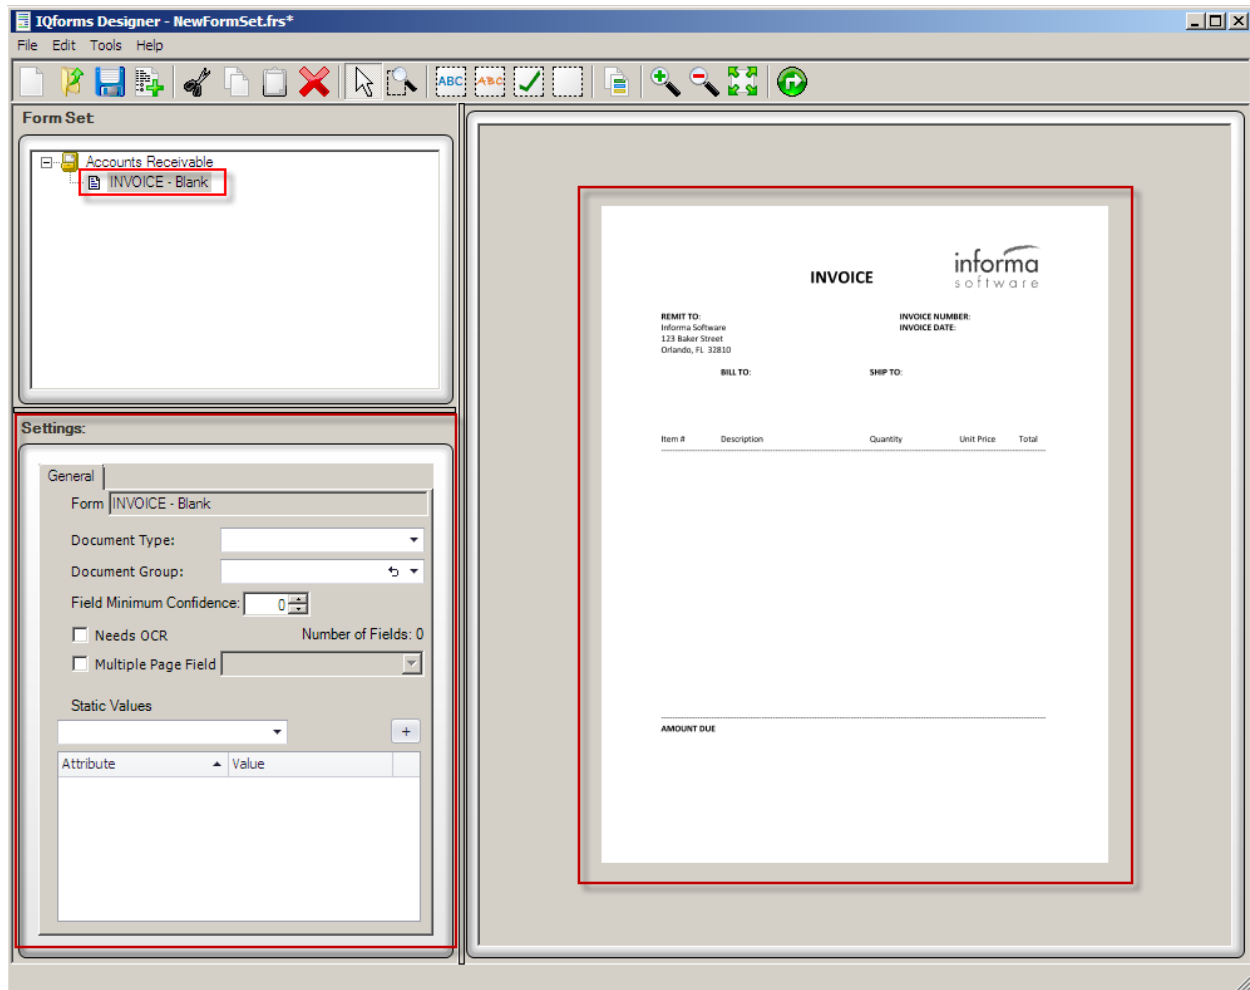 IQforms Designer - NewFormSet.frs*
File Edit Tools Help
ABC ABC
Form Set
Accounts Receivable
INVOICE - Blank
Settings:
General
Form INVOICE - Blank
Document Type:
Document Group:
Field Minimum Confidence: 0
Needs OCR Number of Fields: 0
Multiple Page Field
Static Values
+
Attribute Value
informa
software
INVOICE
REMIT TO: INVOICE NUMBER:
Informa Software INVOICE DATE:
123 Baker Street
Orlando, FL 32810
BILL TO: SHIP TO:
Item # Description Quantity Unit Price Total
AMOUNT DUE